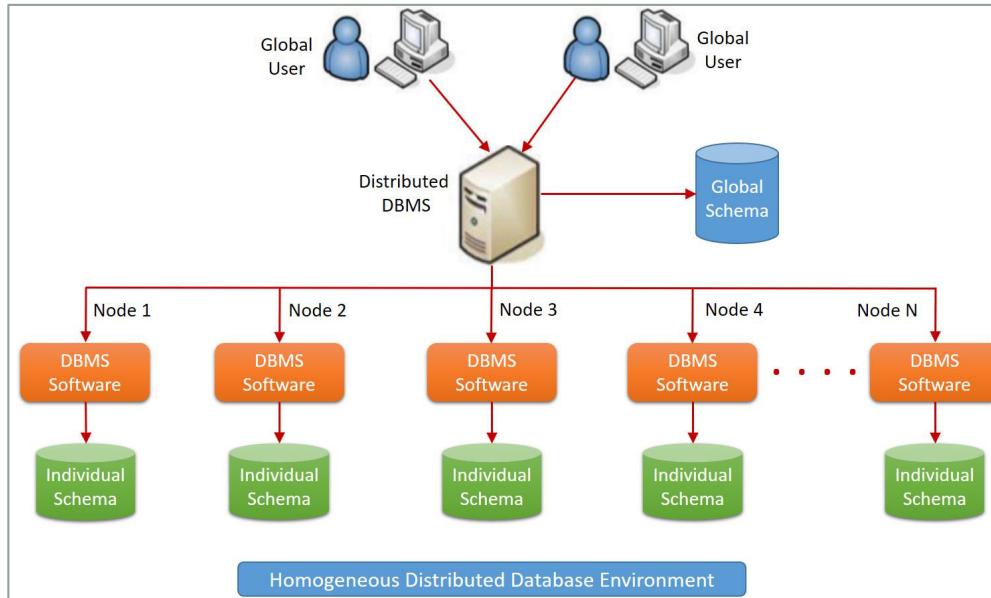 Global
User
Global
User
Distributed
DBMS
Global
Schema
Node 1
Node 2
Node 3
Node 4
Node N
DBMS
Software
DBMS
Software
DBMS
Software
DBMS
Software
. . . .
DBMS
Software
Individual
Schema
Individual
Schema
Individual
Schema
Individual
Schema
Individual
Schema
Homogeneous Distributed Database Environment